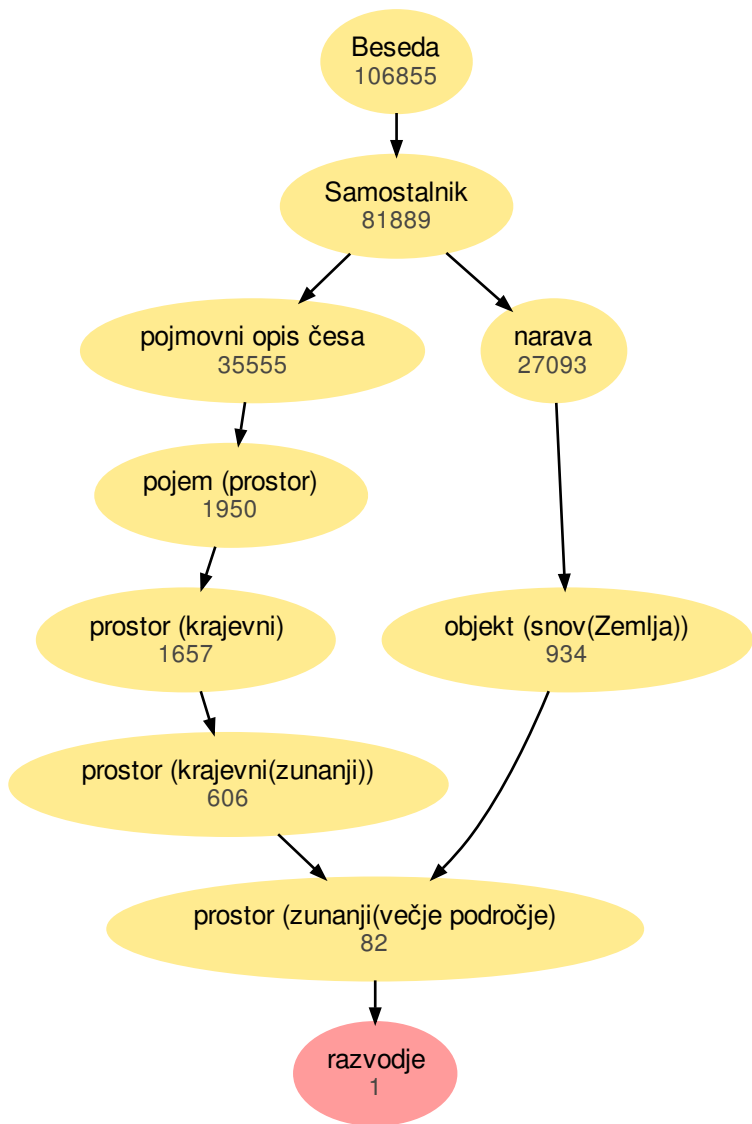 Beseda
106855
Samostalnik
81889
pojmovni opis česa
35555
narava
27093
pojem (prostor)
1950
prostor (krajevni)
1657
objekt (snov(Zemlja))
934
prostor (krajevni(zunanji))
606
prostor (zunanji(večje področje)
82
razvodje
1